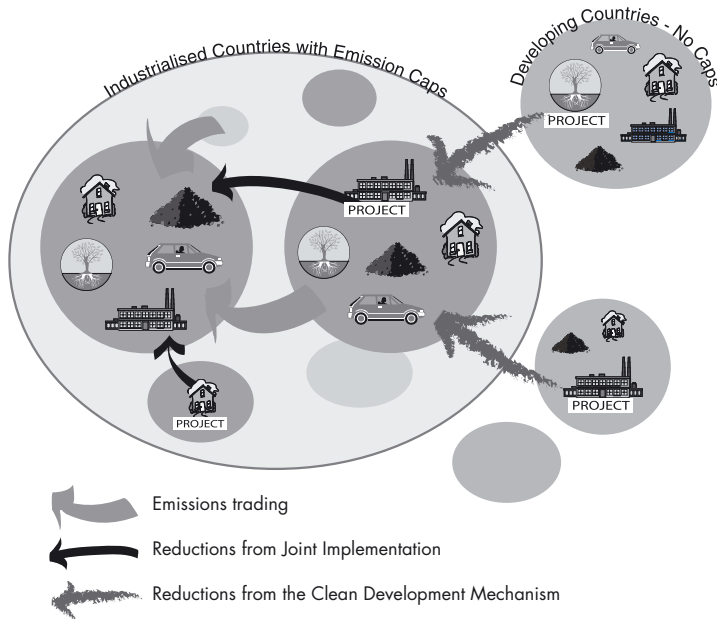 Industrialised Countries with Emission Caps
Developing Countries - No Caps
PROJECT
PROJECT
PROJECT
PROJECT
Emissions trading
Reductions from Joint Implementation
Reductions from the Clean Development Mechanism